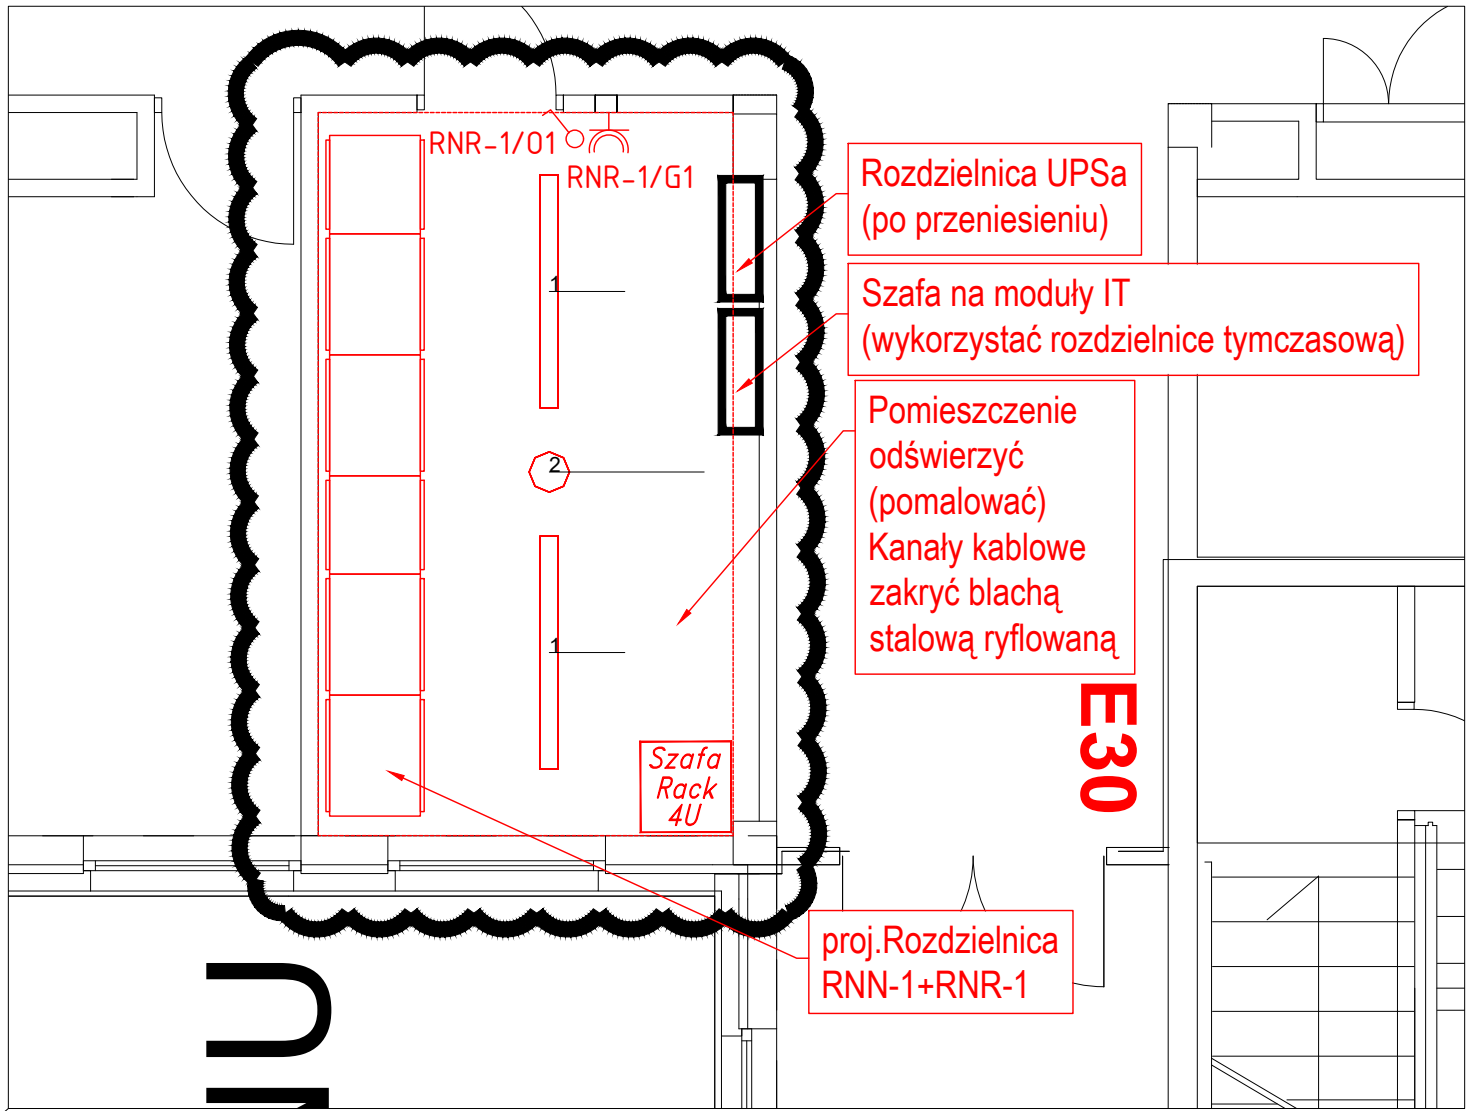 RNR-1/O1
RNR-1/G1
Rozdzielnica UPSa
(po przeniesieniu)
1
Szafa na moduły IT
(wykorzystać rozdzielnice tymczasową)
Pomieszczenie
odświerzyć
(pomalować)
Kanały kablowe
zakryć blachą
stalową ryflowaną
2
1
E30
Szafa
Rack
4U
proj.Rozdzielnica
RNN-1+RNR-1